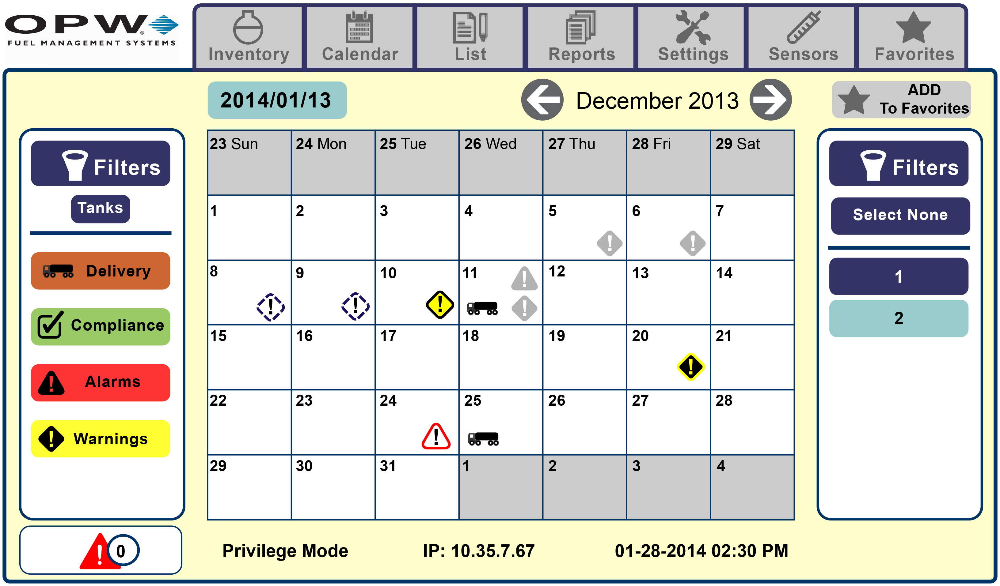 OPW®
FUEL MANAGEMENT SYSTEMS
Inventory
Calendar
List
Reports
Settings
Sensors
Favorites
2014/01/13
December 2013
ADD
To Favorites
Filters
Tanks
Delivery
Compliance
Alarms
Warnings
23 Sun 24 Mon 25 Tue 26 Wed 27 Thu 28 Fri 29 Sat
1 2 3 4 5 6 7
! !
8 9 10 11 12 13 14
! ! ! ! !
15 16 17 18 19 20 21
!
22 23 24 25 26 27 28
!
29 30 31 1 2 3 4
Filters
Select None
1
2
! 0
Privilege Mode
IP: 10.35.7.67
01-28-2014 02:30 PM